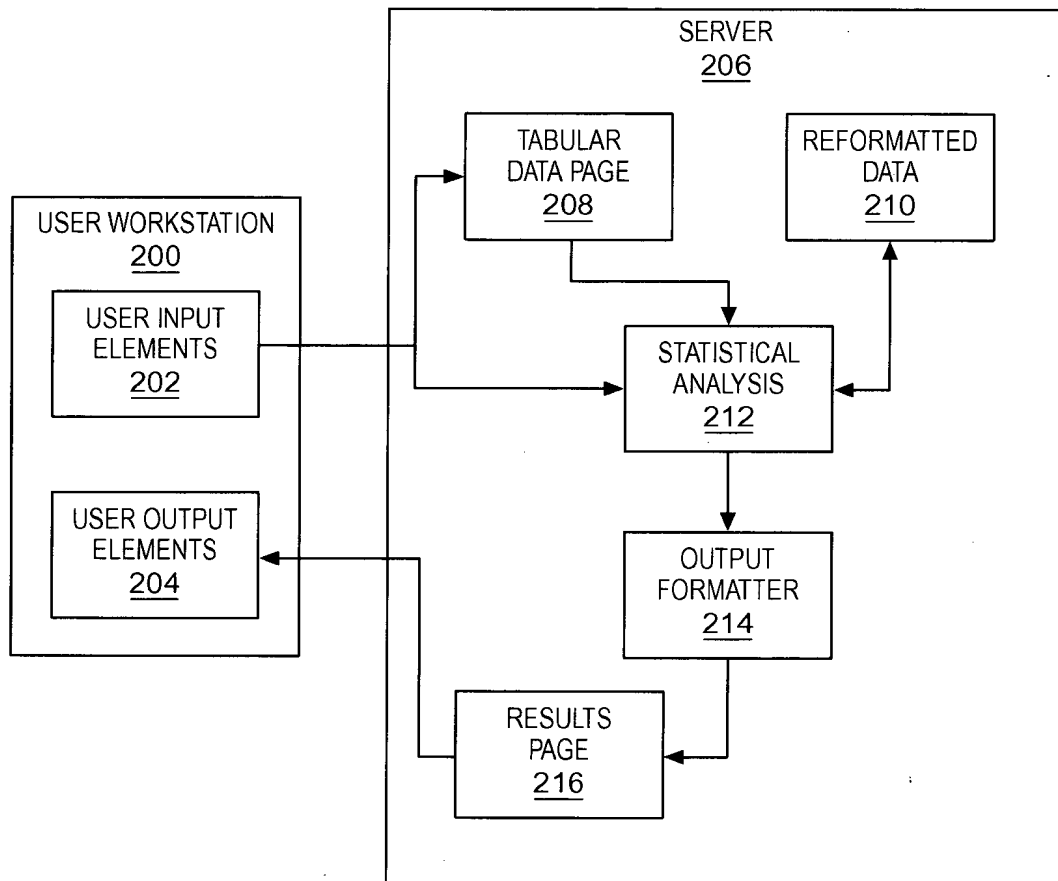 SERVER
206
TABULAR
DATA PAGE
208
REFORMATTED
DATA
210
USER WORKSTATION
200
USER INPUT
ELEMENTS
202
STATISTICAL
ANALYSIS
212
USER OUTPUT
ELEMENTS
204
OUTPUT
FORMATTER
214
RESULTS
PAGE
216